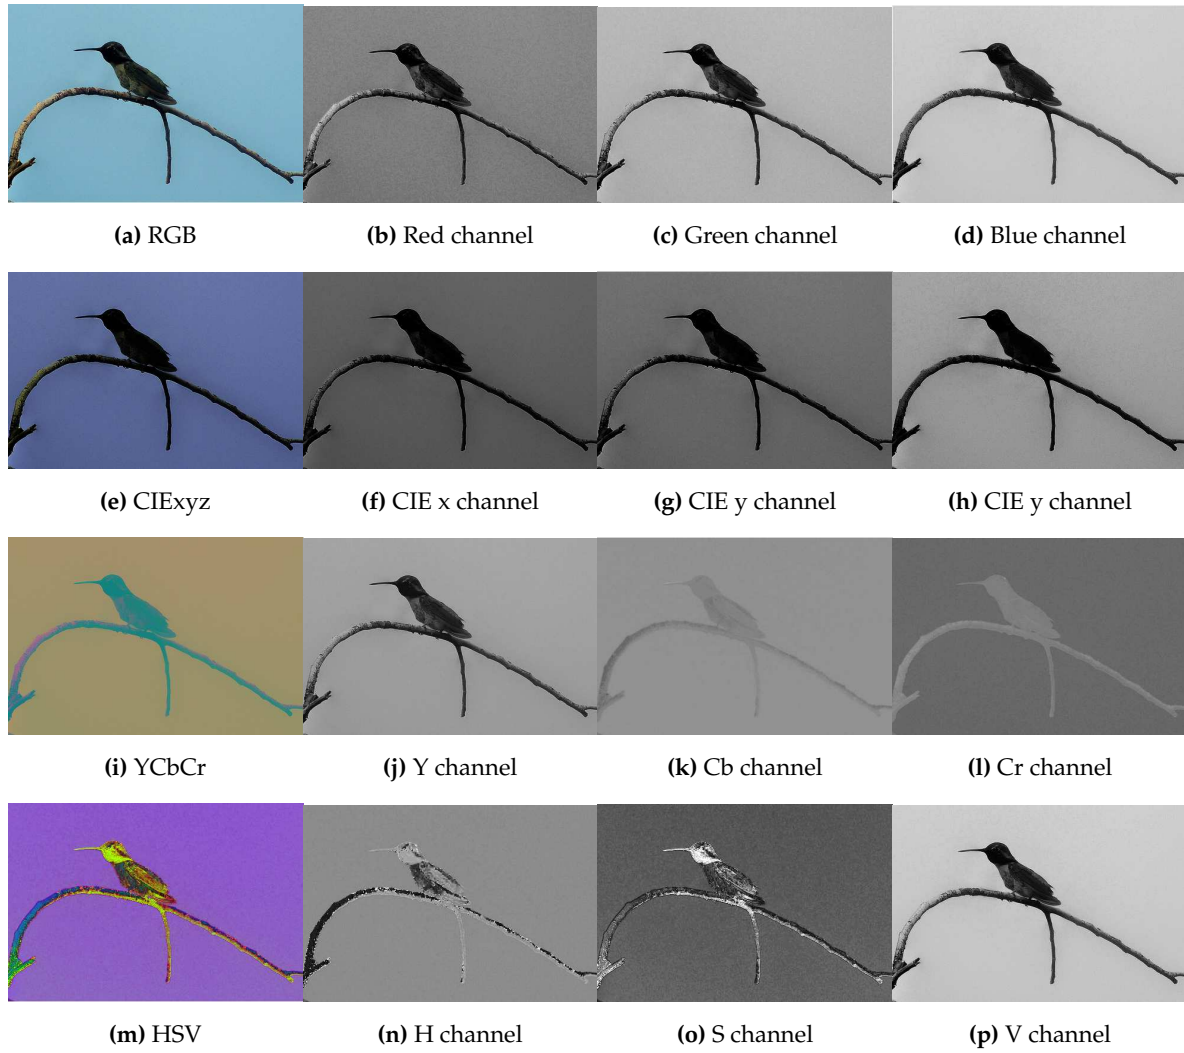 (a) RGB
(b) Red channel
(c) Green channel
(d) Blue channel
(e) CIExyz
(f) CIE x channel
(g) CIE y channel
(h) CIE y channel
(i) YCbCr
(j) Y channel
(k) Cb channel
(l) Cr channel
(m) HSV
(n) H channel
(o) S channel
(p) V channel